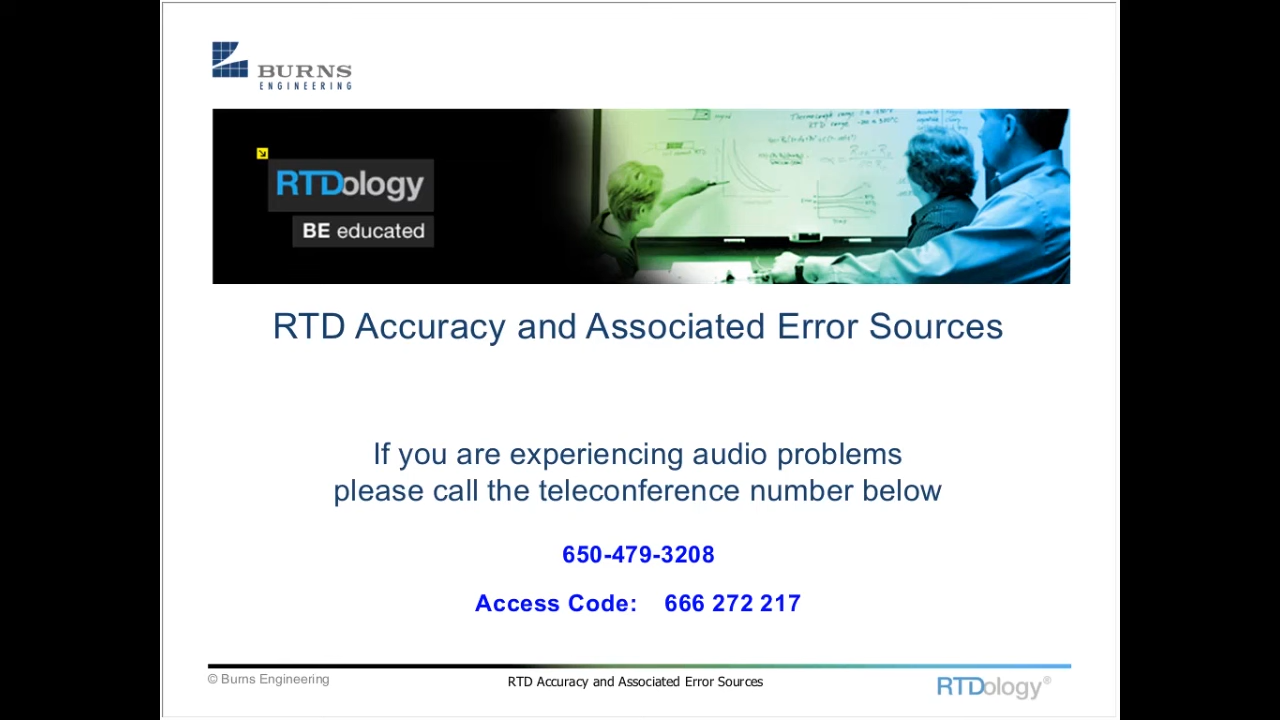 BURNS
ENGINEERING
RTDology
BE educated
RTD Accuracy and Associated Error Sources
If you are experiencing audio problems
please call the teleconference number below
650-479-3208
Access Code: 666 272 217
© Burns Engineering
RTD Accuracy and Associated Error Sources
RTDology®